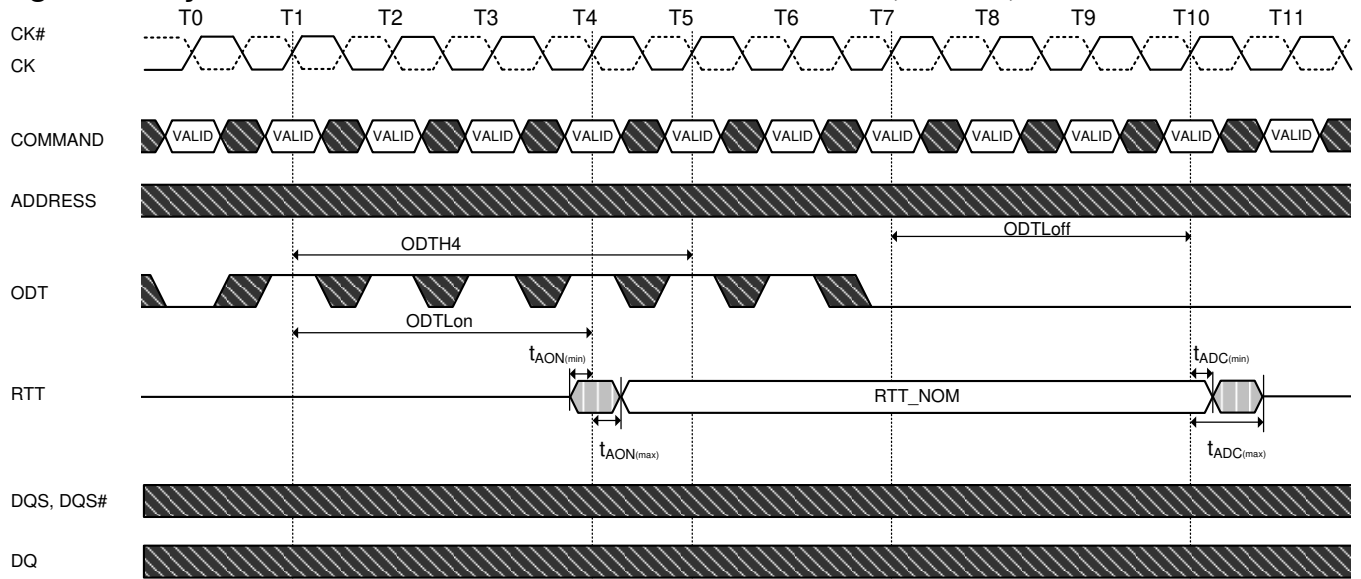 T0 T1 T2 T3 T4 T5 T6 T7 T8 T9 T10 T11
CK#
CK
COMMAND VALID VALID VALID VALID VALID VALID VALID VALID VALID VALID VALID VALID
ADDRESS
ODTLoff
ODTH4
ODT
ODTLon
tAON(min) tADC(min)
RTT RTT_NOM
tAON(max) tADC(max)
DQS, DQS#
DQ